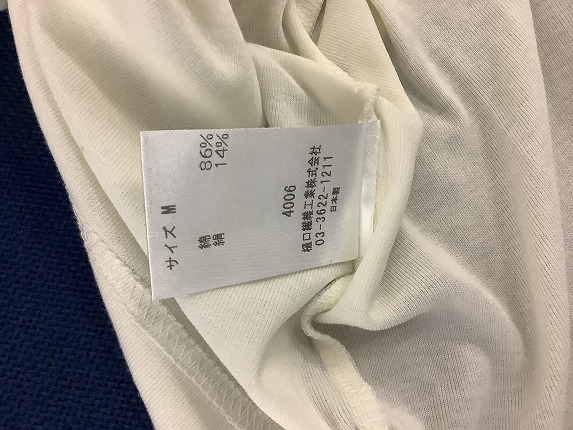 サイズ M
綿 86%
絹 14%
4006
樋口繊維工業株式会社
03-3622-1211
日本製